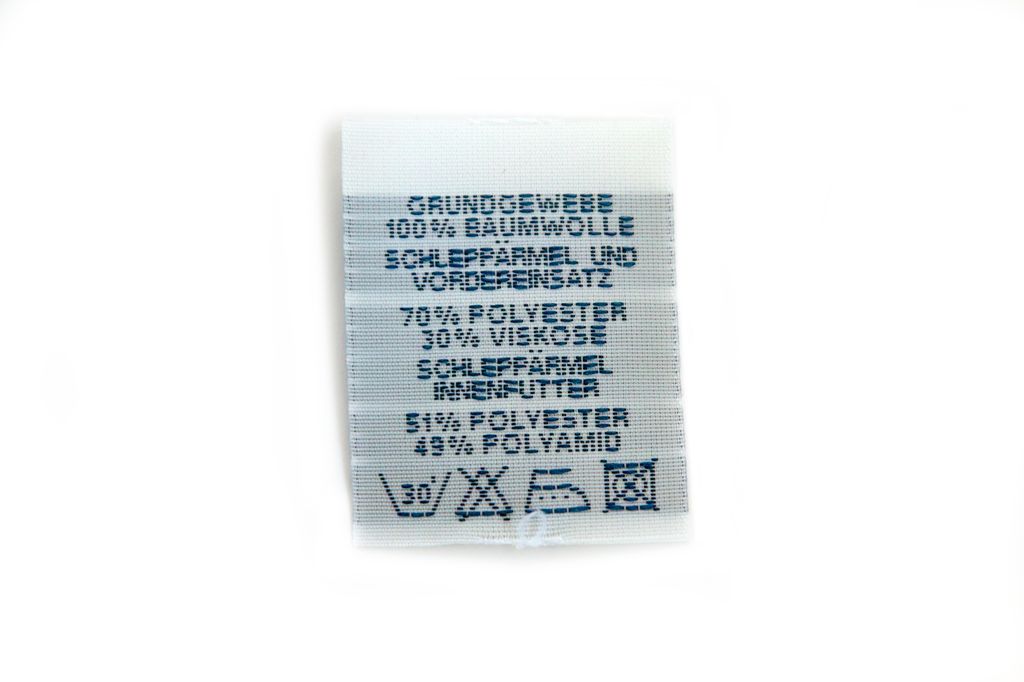 GRUNDGEWEBE
100% BAUMWOLLE
SCHLEPPÄRMEL UND
VORDEREINSATZ
70% POLYESTER
30% VISKOSE
SCHLEPPÄRMEL
INNENFUTTER
51% POLYESTER
49% POLYAMID
30°